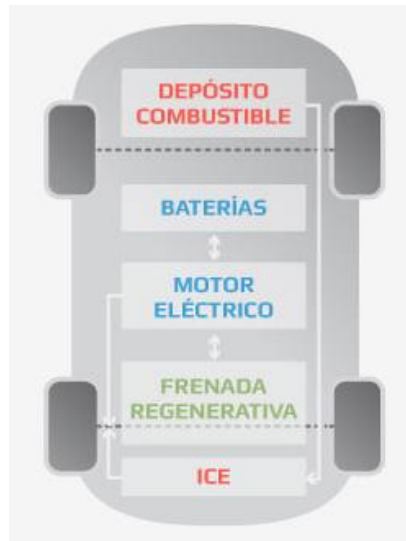 DEPÓSITO
COMBUSTIBLE
BATERÍAS
MOTOR
ELÉCTRICO
FRENADA
REGENERATIVA
ICE